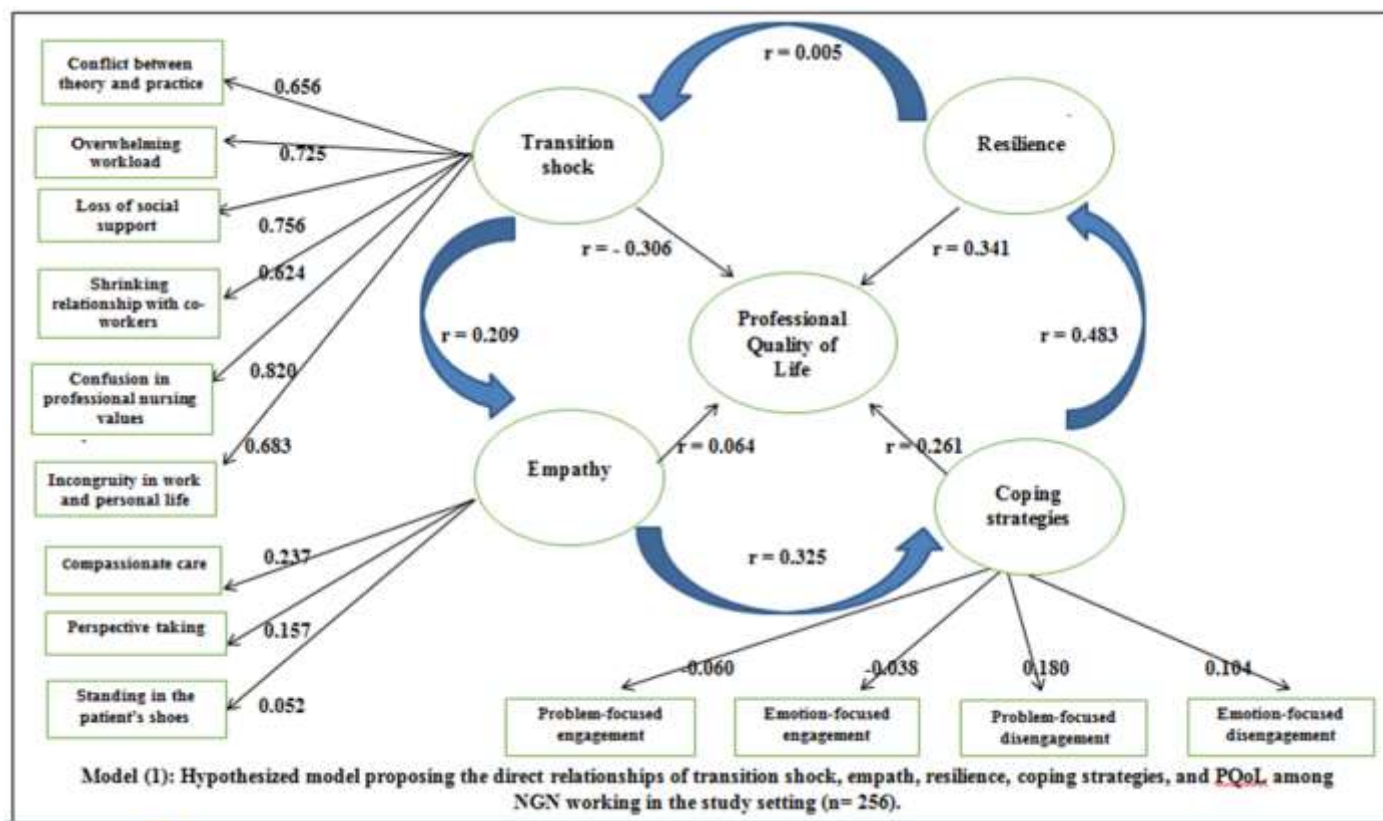 Conflict between
theory and practice
0.656
Overwhelming
workload
0.725
Loss of social
support
0.756
Shrinking
relationship with co-
workers
0.624
Confusion in
professional nursing
values
0.820
Incongruity in work
and personal life
0.683
Compassionate care
0.237
Perspective taking
0.157
Standing in the
patient's shoes
0.052
Transition
shock
r = 0.005
Resilience
r = - 0.306
r = 0.341
Professional
Quality of
Life
r = 0.209
r = 0.483
Empathy
r = 0.064
r = 0.261
Coping
strategies
r = 0.325
-0.060
-0.038
0.180
0.104
Problem-focused
engagement
Emotion-focused
engagement
Problem-focused
disengagement
Emotion-focused
disengagement
Model (1): Hypothesized model proposing the direct relationships of transition shock, empath, resilience, coping strategies, and PQoL among
NGN working in the study setting (n= 256).